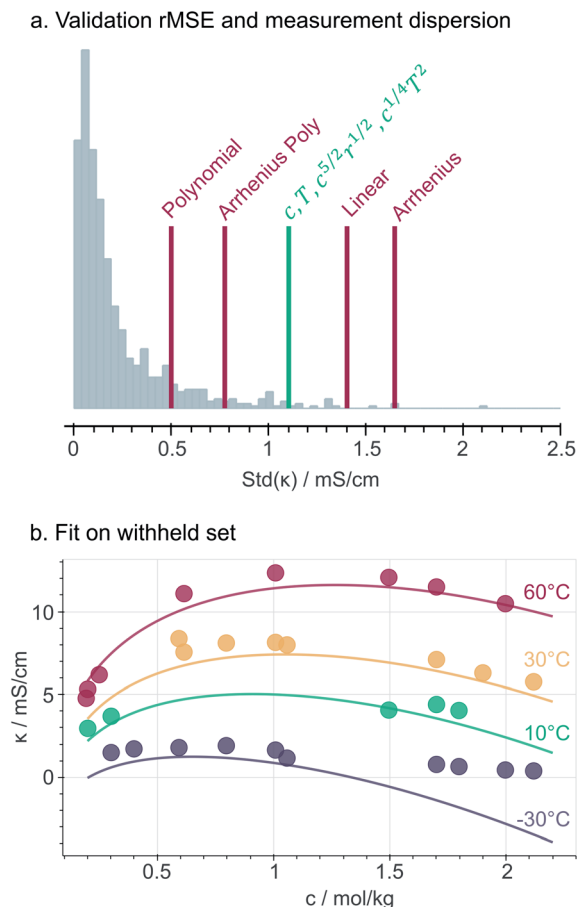 a. Validation rMSE and measurement dispersion
Polynomial
Arrhenius Poly
c, T, c^{5/2}r^{1/2}, c^{1/4}T^{2}
Linear
Arrhenius
0 0.5 1 1.5 2 2.5
Std(κ) / mS/cm
b. Fit on withheld set
60°C
10
30°C
5
10°C
0
-30°C
κ / mS/cm
0.5 1 1.5 2
c / mol/kg